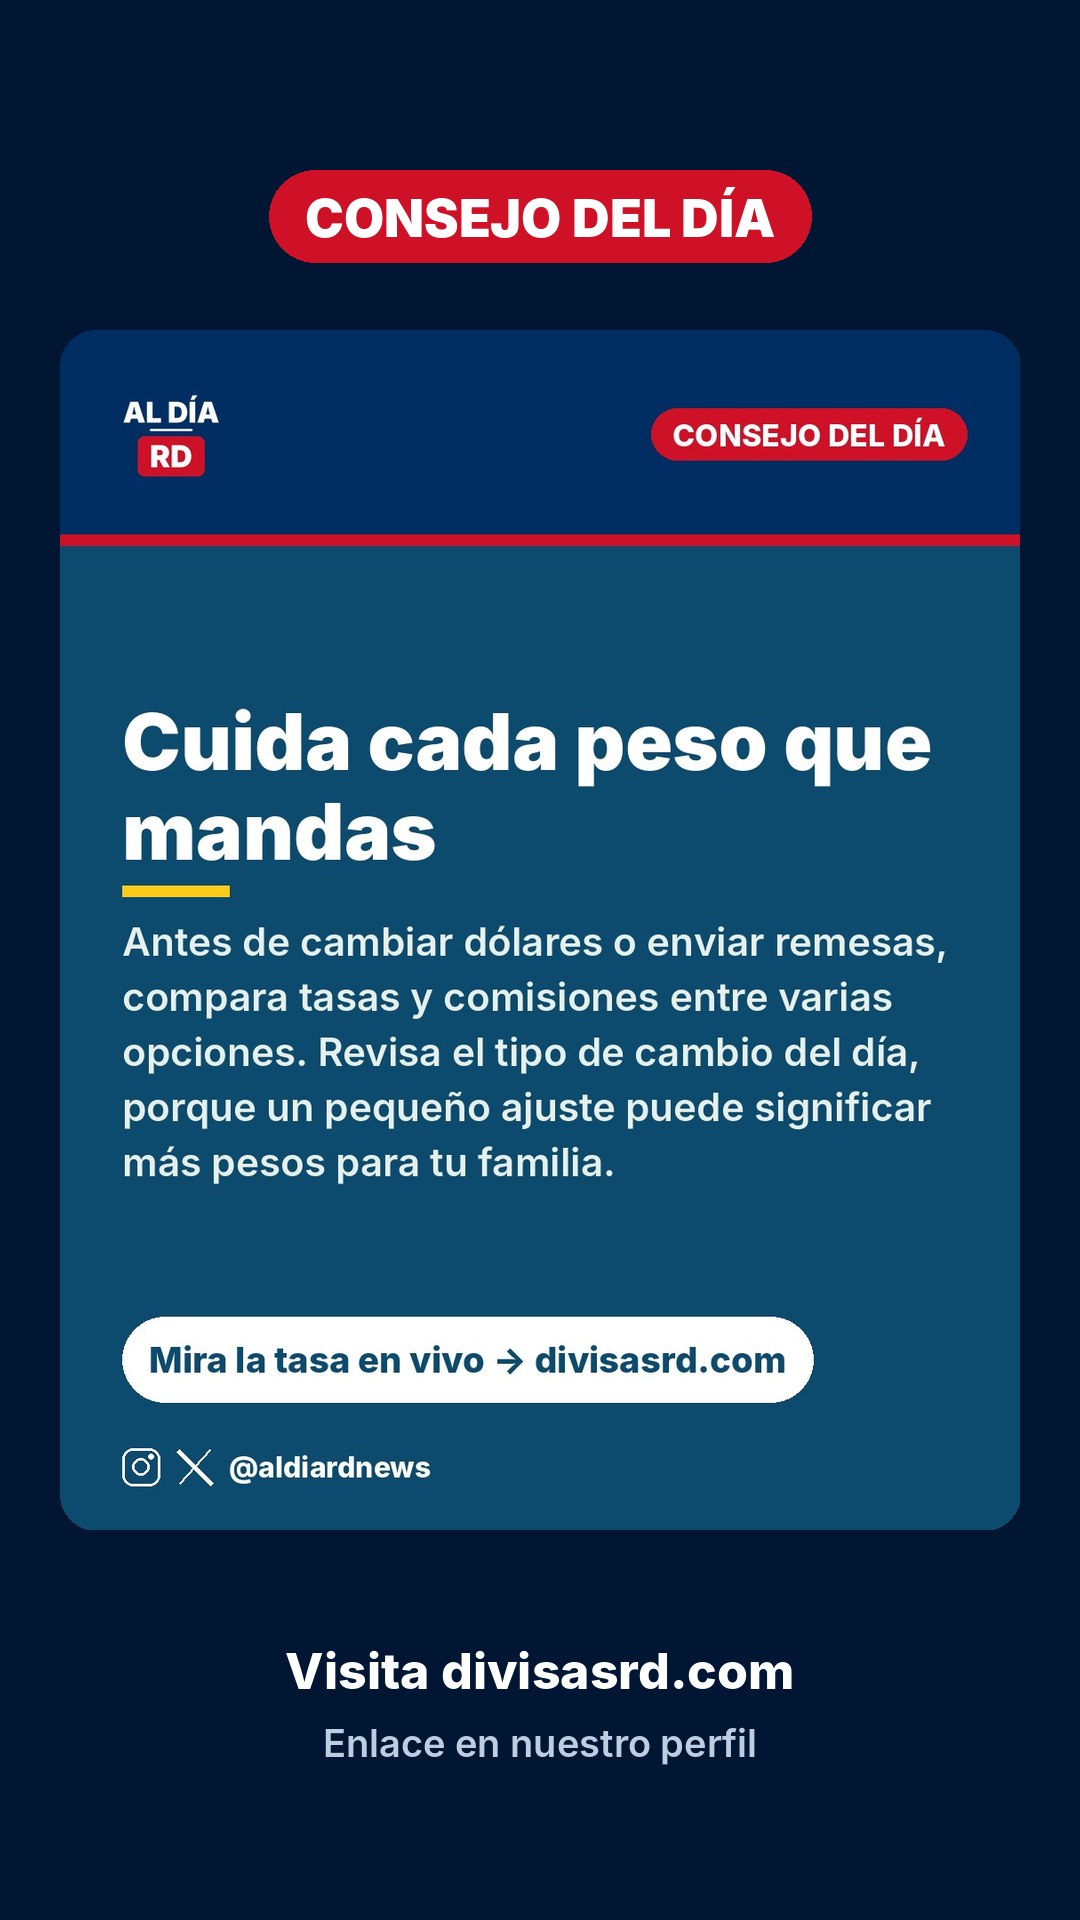 CONSEJO DEL DÍA
AL DÍA
RD
CONSEJO DEL DÍA
Cuida cada peso que
mandas
Antes de cambiar dólares o enviar remesas,
compara tasas y comisiones entre varias
opciones. Revisa el tipo de cambio del día,
porque un pequeño ajuste puede significar
más pesos para tu familia.
Mira la tasa en vivo → divisasrd.com
@aldiardnews
Visita divisasrd.com
Enlace en nuestro perfil